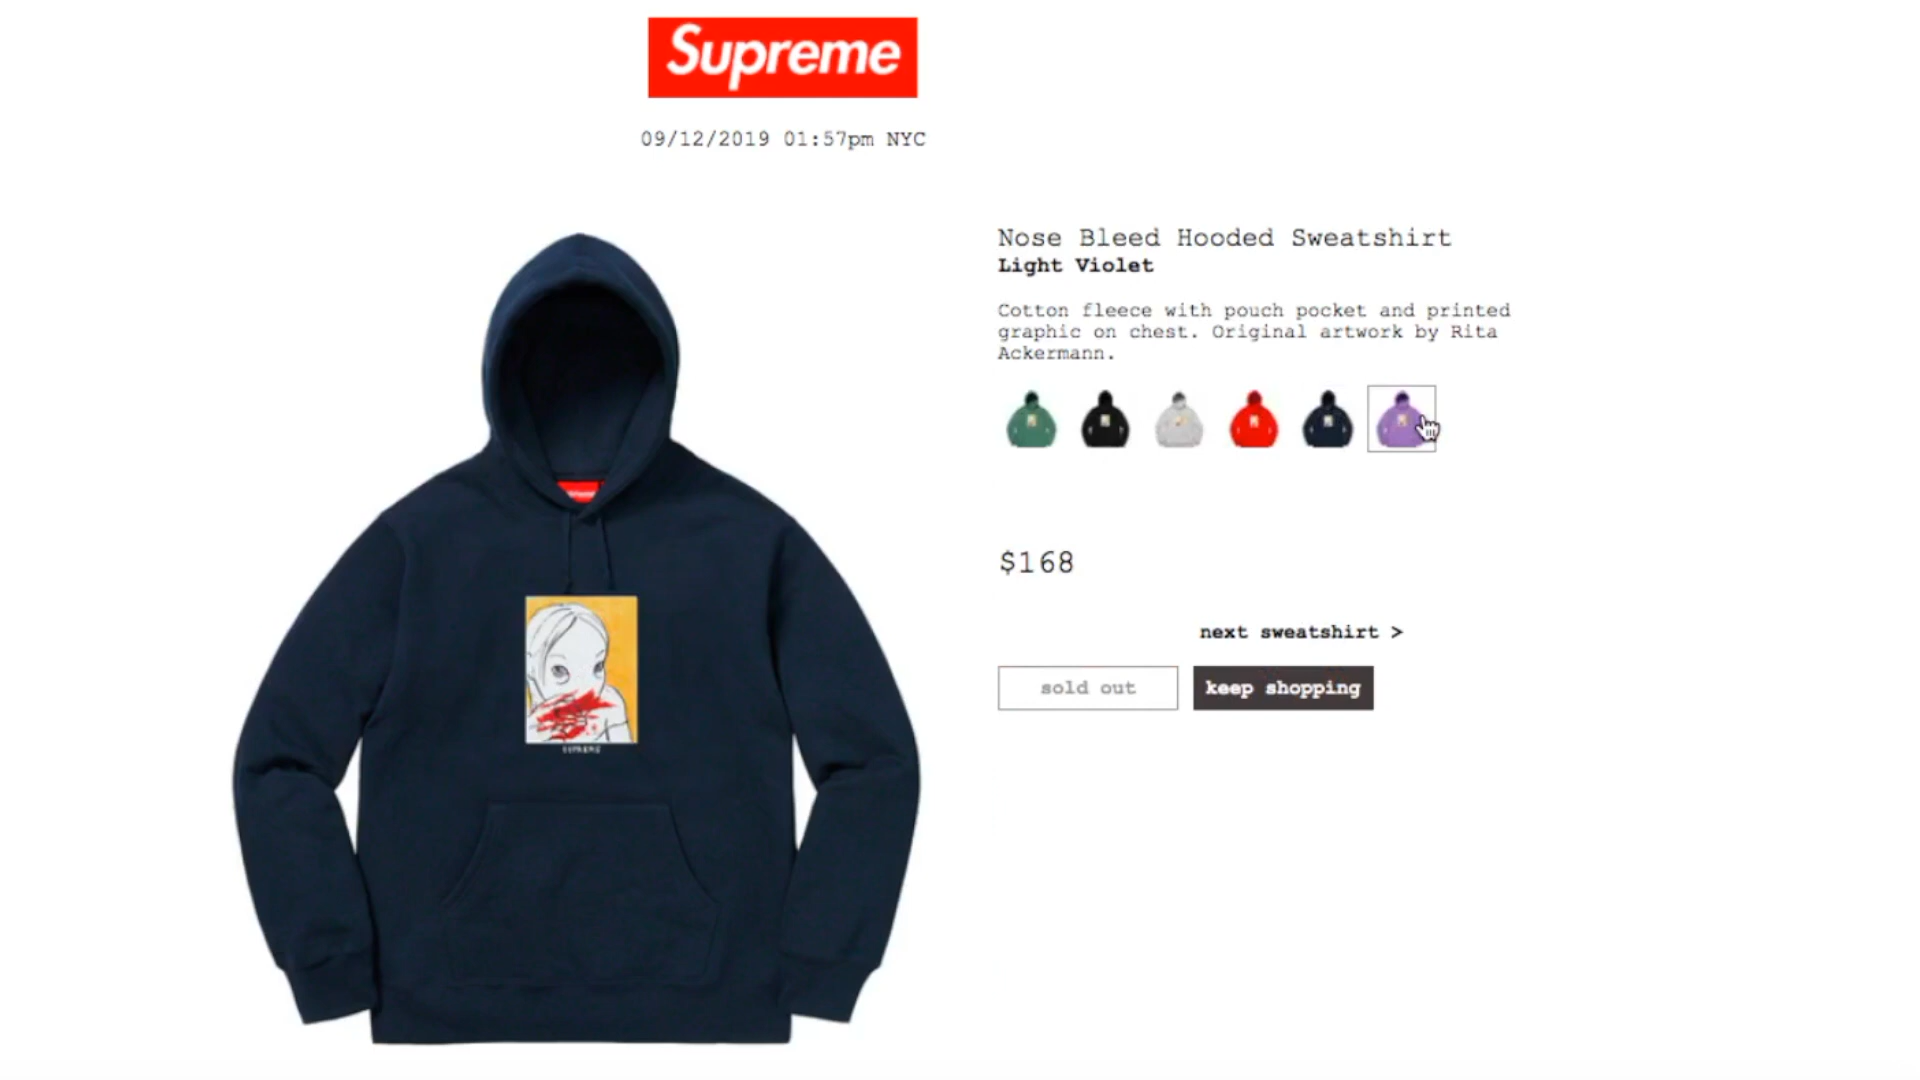 Supreme
09/12/2019 01:57pm NYC
Nose Bleed Hooded Sweatshirt
Light Violet
Cotton fleece with pouch pocket and printed
graphic on chest. Original artwork by Rita
Ackermann.
$168
next sweatshirt >
sold out
keep shopping
SUPREME